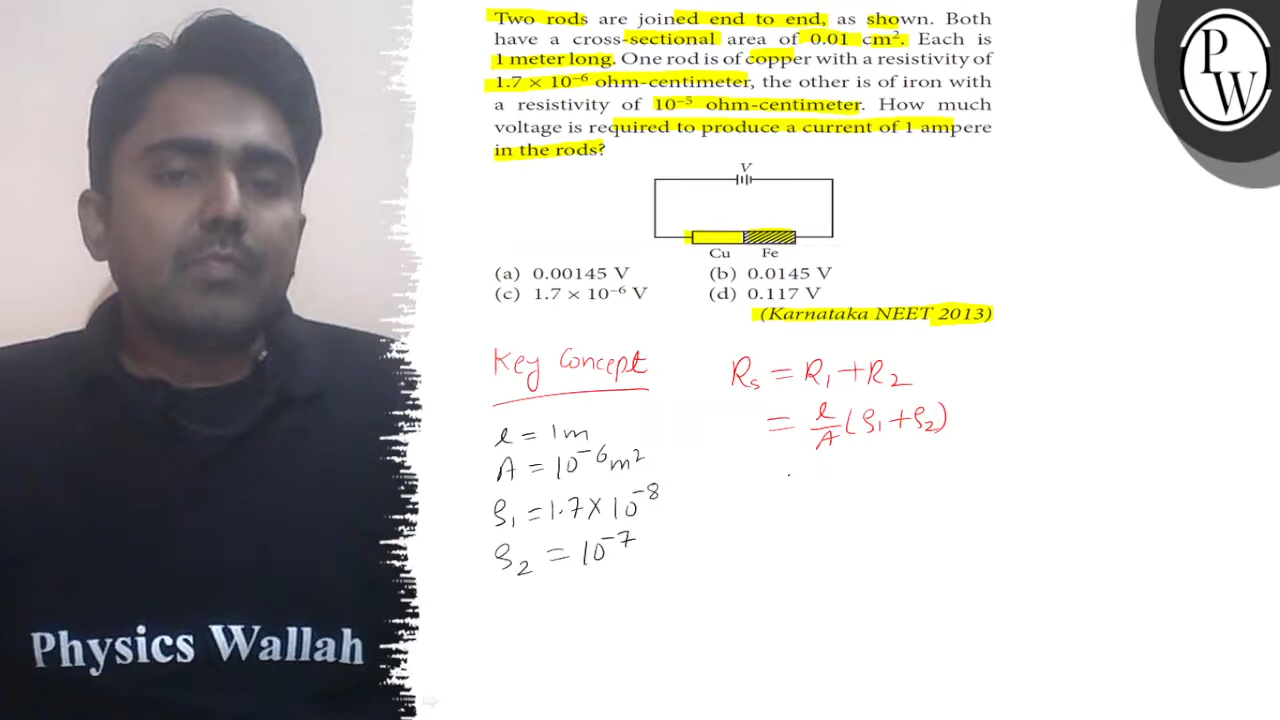 Two rods are joined end to end, as shown. Both
have a cross-sectional area of 0.01 cm². Each is
1 meter long. One rod is of copper with a resistivity of
1.7 × 10⁻⁶ ohm-centimeter, the other is of iron with
a resistivity of 10⁻⁵ ohm-centimeter. How much
voltage is required to produce a current of 1 ampere
in the rods?
V
Cu Fe
(a) 0.00145 V (b) 0.0145 V
(c) 1.7 × 10⁻⁶ V (d) 0.117 V
(Karnataka NEET 2013)
Key Concept
l = 1m
A = 10⁻⁶ m²
ρ₁ = 1.7 × 10⁻⁸
ρ₂ = 10⁻⁷
Rs = R₁ + R₂
= l/A (ρ₁ + ρ₂)
Physics Wallah
P
W